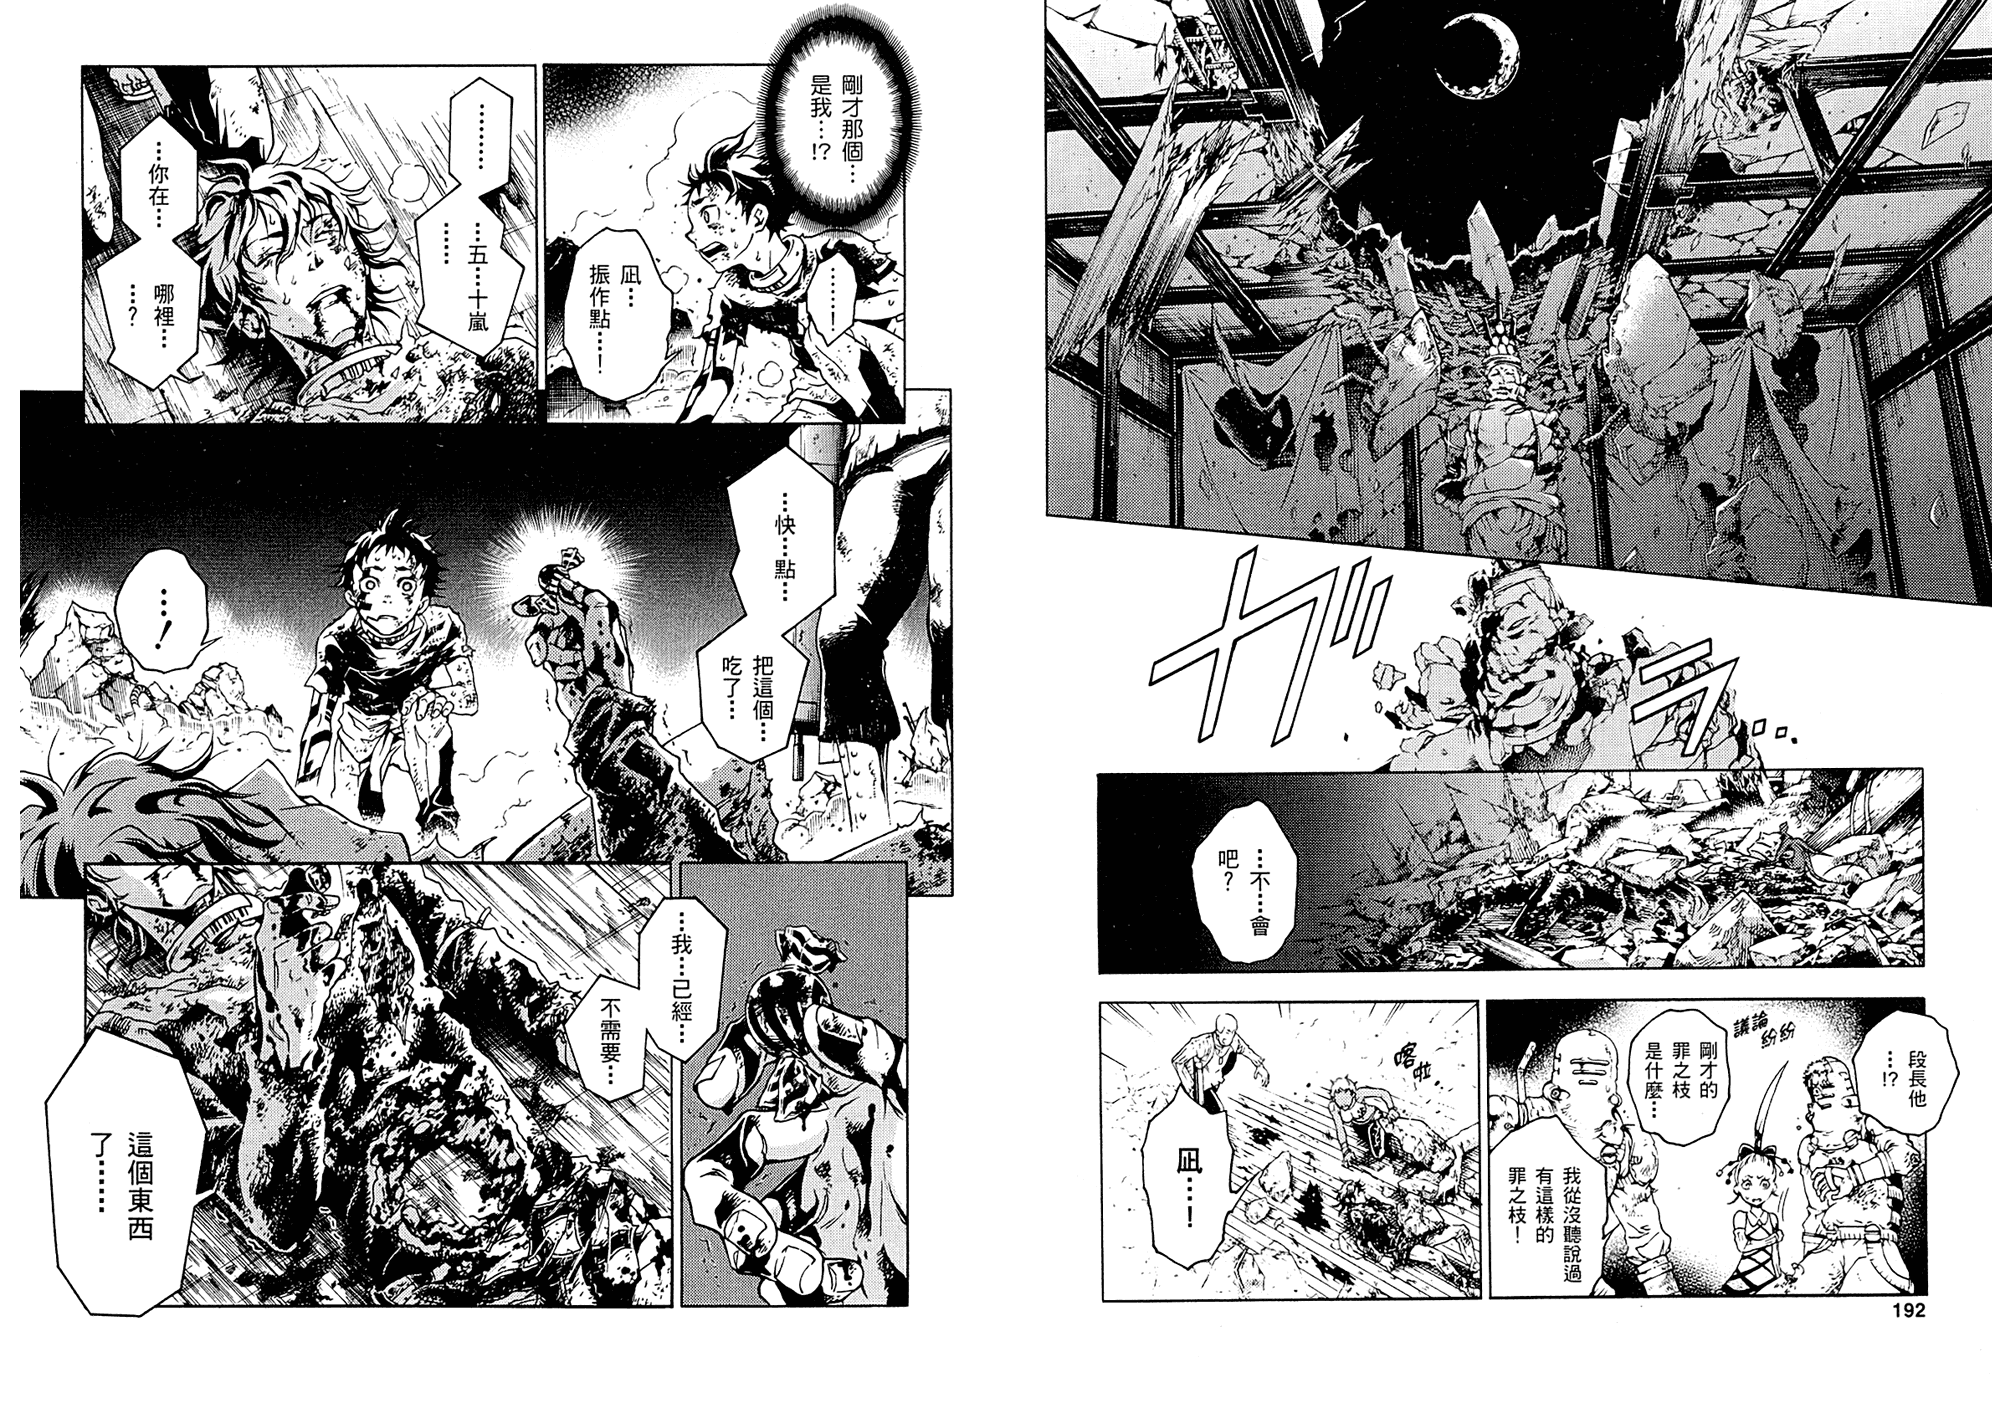 ガガラ…
…不…會
吧?
段長他
…!?
議論
紛紛
剛才的
罪之枝
是什麼…
我從沒聽說過
有這樣的
罪之枝!
喀啦…
凪…!
192
剛才那個…
是我…!?
………!
凪…
振作點…!
………
…五…十嵐
……
…你在…
哪裡…
…?
…快…點…
把這個…
吃了…
…!
…我…已經…
不需要…
這個東西
了……